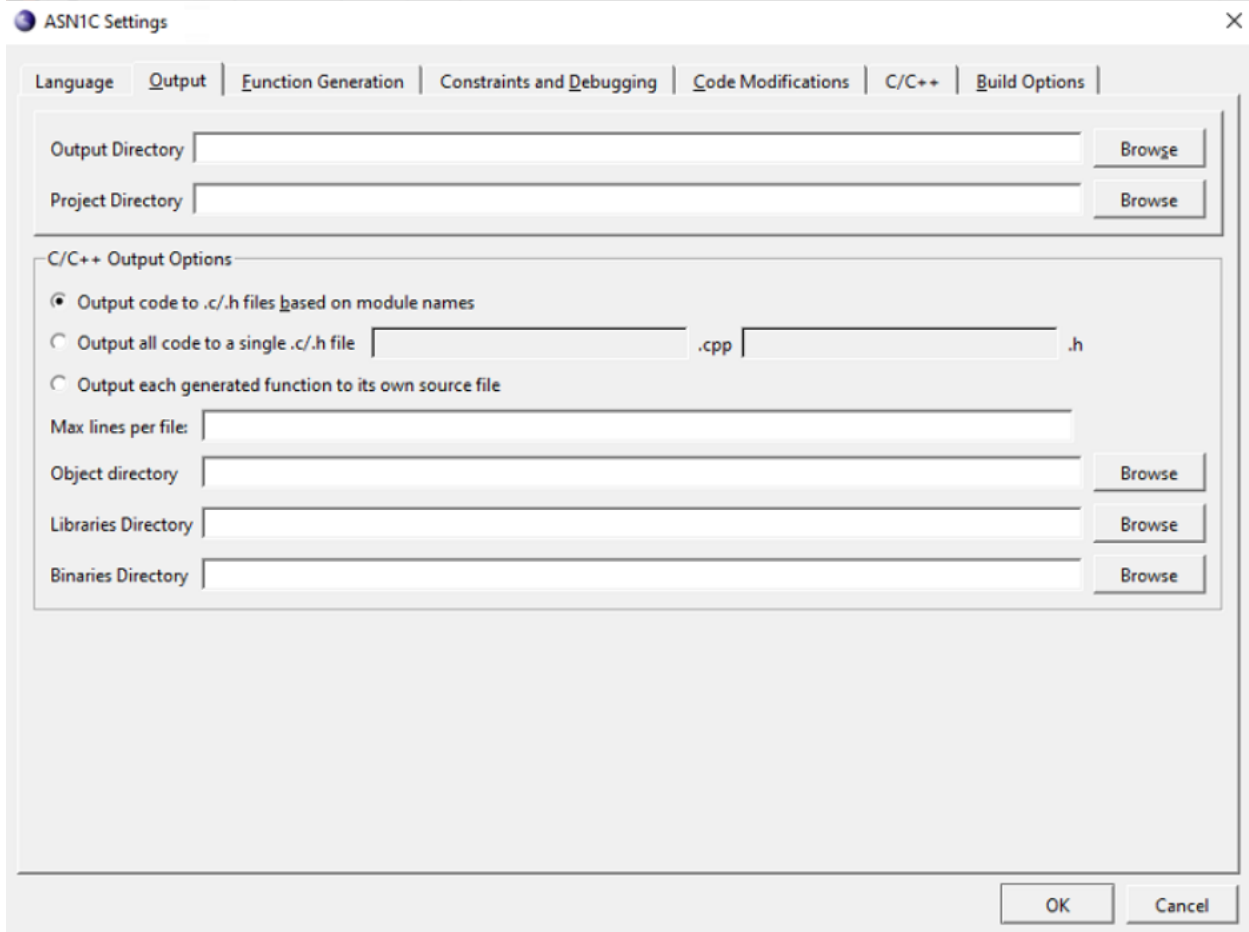 ASN1C Settings
Language Output Function Generation Constraints and Debugging Code Modifications C/C++ Build Options
Output Directory Browse
Project Directory Browse
C/C++ Output Options
Output code to .c/.h files based on module names
Output all code to a single .c/.h file .cpp .h
Output each generated function to its own source file
Max lines per file:
Object directory Browse
Libraries Directory Browse
Binaries Directory Browse
OK Cancel